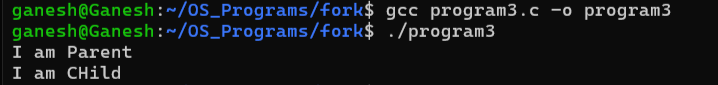 ganesh@Ganesh:~/OS_Programs/fork$ gcc program3.c -o program3
ganesh@Ganesh:~/OS_Programs/fork$ ./program3
I am Parent
I am CHild